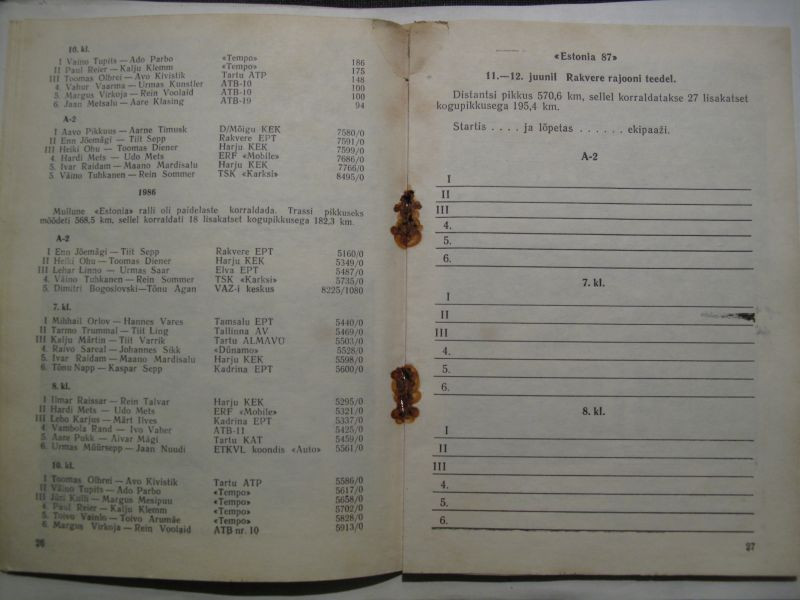 10. kl.
I Vaino Tupits — Ado Parbo «Tempo» 186
II Paul Reier — Kalju Klemm «Tempo» 175
III Toomas Olbrei — Avo Kivistik Tartu ATP 148
4. Vahur Vaarma — Urmas Künstler ATB-10 100
5. Margus Virkoja — Rein Voolaid ATB-10 100
6. Jaan Metsalu — Aare Klasing ATB-19 94
A-2
I Aavo Pikkuus — Aarne Timusk D/Mõigu KEK 7580/0
II Eno Jõemägi — Tiit Sepp Rakvere EPT 7591/0
III Heiki Ohu — Toomas Diener Harju KEK 7599/0
4. Hardi Mets — Udo Mets ERF «Mobile» 7686/0
5. Ivar Raidam — Maano Mardisalu Harju KEK 7766/0
5. Väino Tuhkanen — Rein Sommer TSK «Karksi» 8495/0
1986
Mullune «Estonia» ralli oli paidelaste korraldada. Trassi pikkuseks
mõõdeti 568,5 km, sellel korraldati 18 lisakatset kogupikkusega 182,3 km.
A-2
I Eno Jõemägi — Tiit Sepp Rakvere EPT 5160/0
II Heiki Ohu — Toomas Diener Harju KEK 5349/0
III Lehar Linno — Urmas Saar Elva EPT 5487/0
4. Väino Tuhkanen — Rein Sommer TSK «Karksi» 5735/0
5. Dimitri Bogoslovski — Tõnu Agan VAZ-i keskus 8225/1080
7. kl.
I Mihhail Orlov — Hannes Vares Tamsalu EPT 5440/0
II Tarmo Trummal — Tiit Ling Tallinna AV 5469/0
III Kalju Märtin — Tiit Varrik Tartu ALMAVÜ 5503/0
4. Raivo Sareal — Johannes Sikk «Dünamo» 5528/0
5. Ivar Raidam — Maano Mardisalu Harju KEK 5598/0
6. Tõnu Napp — Kaspar Sepp Kadrina EPT 5600/0
8. kl.
I Ilmar Raissar — Rein Talvar Harju KEK 5295/0
II Hardi Mets — Udo Mets ERF «Mobile» 5321/0
III Lebo Karjus — Märt Ilves Kadrina EPT 5337/0
4. Vambola Rand — Ivo Vaher ATB-11 5425/0
5. Aare Pukk — Aivar Mägi Tartu KAT 5459/0
6. Urmas Müürsepp — Jaan Nuudi ETKVL koondis «Auto» 5561/0
10. kl.
I Toomas Olbrei — Avo Kivistik Tartu ATP 5586/0
II Väino Tupits — Ado Parbo «Tempo» 5617/0
III Jüri Kulli — Margus Mesipuu «Tempo» 5658/0
4. Paul Reier — Kalju Klemm «Tempo» 5702/0
5. Toivo Vainlo — Toivo Arumäe «Tempo» 5828/0
6. Margus Virkoja — Rein Voolaid ATB nr. 10 5913/0
26
«Estonia 87»
11.—12. juunil Rakvere rajooni teedel.
Distantsi pikkus 570,6 km, sellel korraldatakse 27 lisakatset
kogupikkusega 195,4 km.
Startis . . . . ja lõpetas . . . . . . ekipaaži.
A-2
I
II
III
4.
5.
6.
7. kl.
I
II
III
4.
5.
6.
8. kl.
I
II
III
4.
5.
6.
27